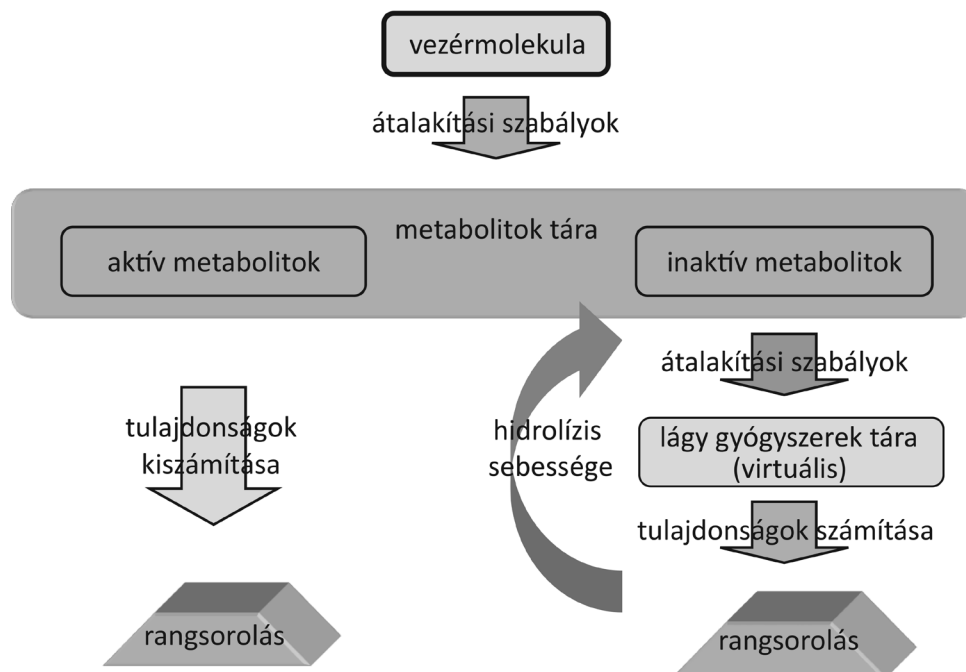 vezérmolekula
átalakítási szabályok
metabolitok tára
aktív metabolitok
inaktív metabolitok
átalakítási szabályok
tulajdonságok
kiszámítása
hidrolízis
sebessége
lágy gyógyszerek tára
(virtuális)
tulajdonságok számítása
rangsorolás
rangsorolás